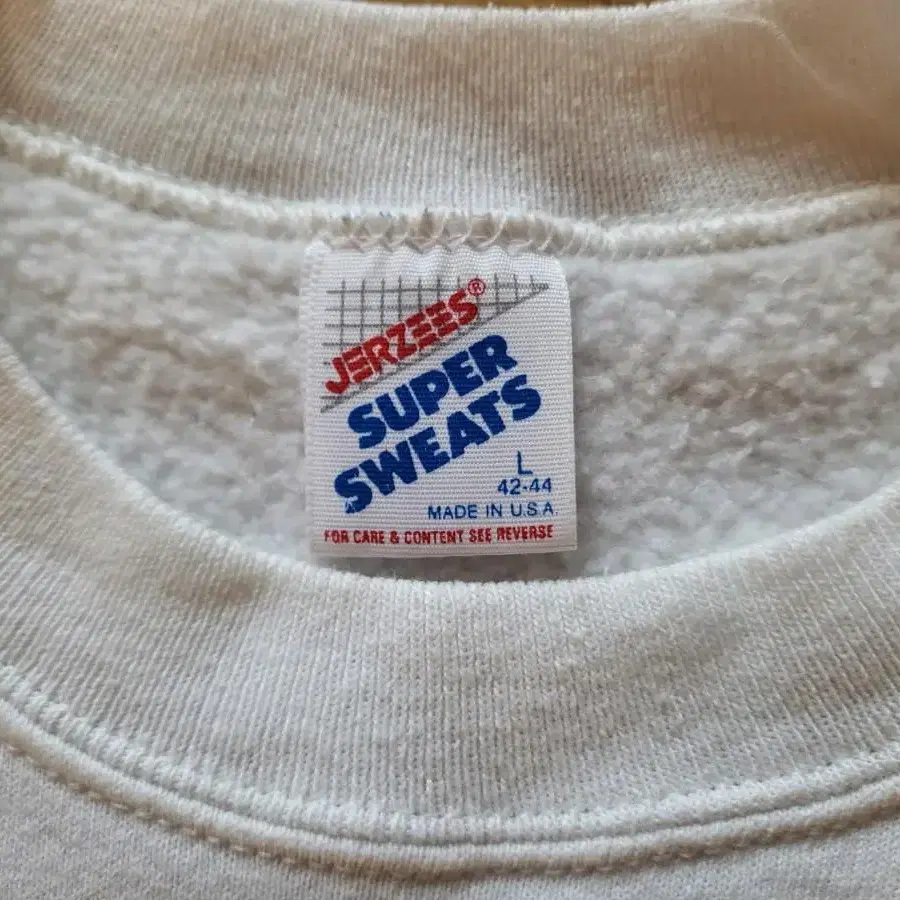 JERZEES®
SUPER
SWEATS
L
42-44
MADE IN U.S.A
FOR CARE & CONTENT SEE REVERSE